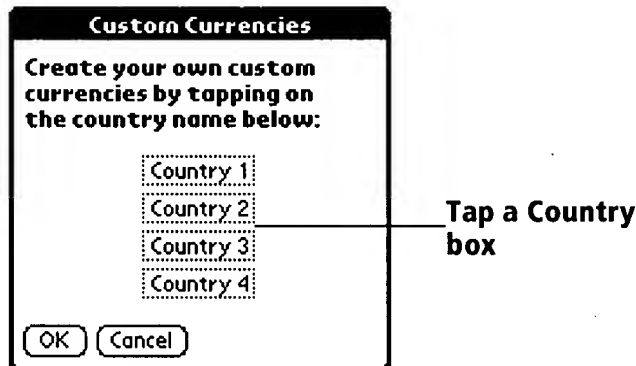 Custom Currencies
Create your own custom
currencies by tapping on
the country name below:
Country 1
Country 2
Country 3
Country 4
Tap a Country
box
OK Cancel